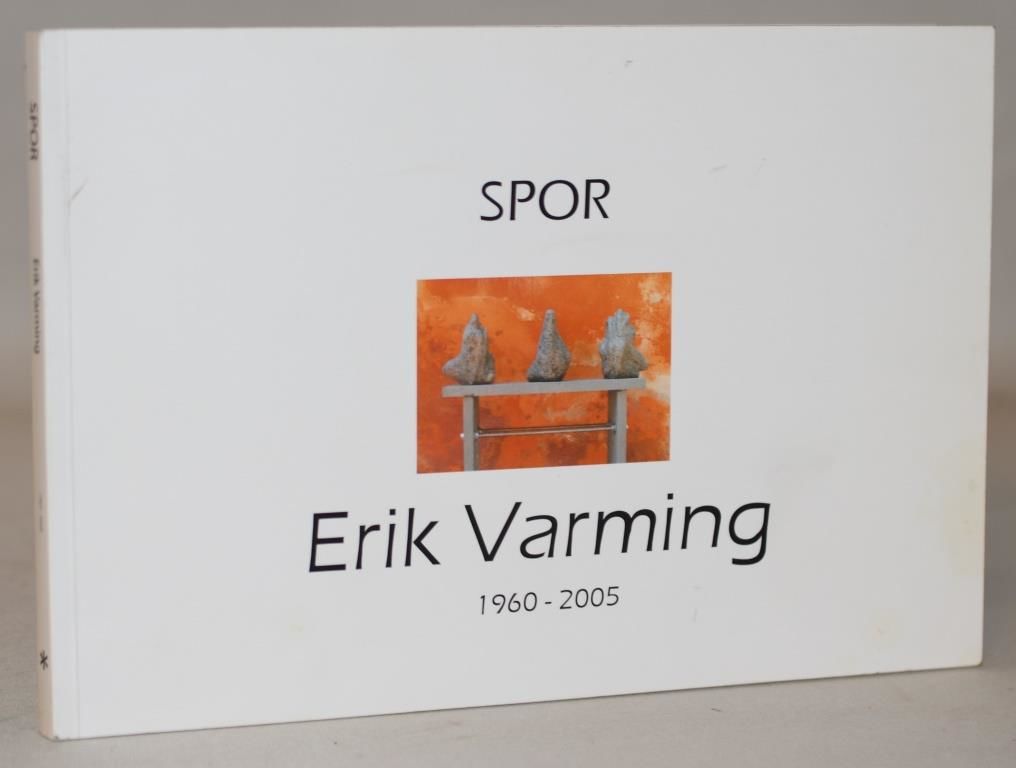 SPOR
Erik Varming
1960 - 2005
SPOR
Erik Varming